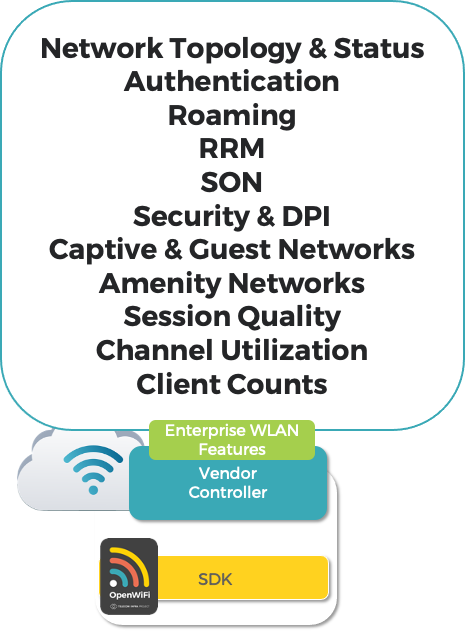 Network Topology & Status
Authentication
Roaming
RRM
SON
Security & DPI
Captive & Guest Networks
Amenity Networks
Session Quality
Channel Utilization
Client Counts
Enterprise WLAN
Features
Vendor
Controller
OpenWiFi
TELECOM INFRA PROJECT
SDK